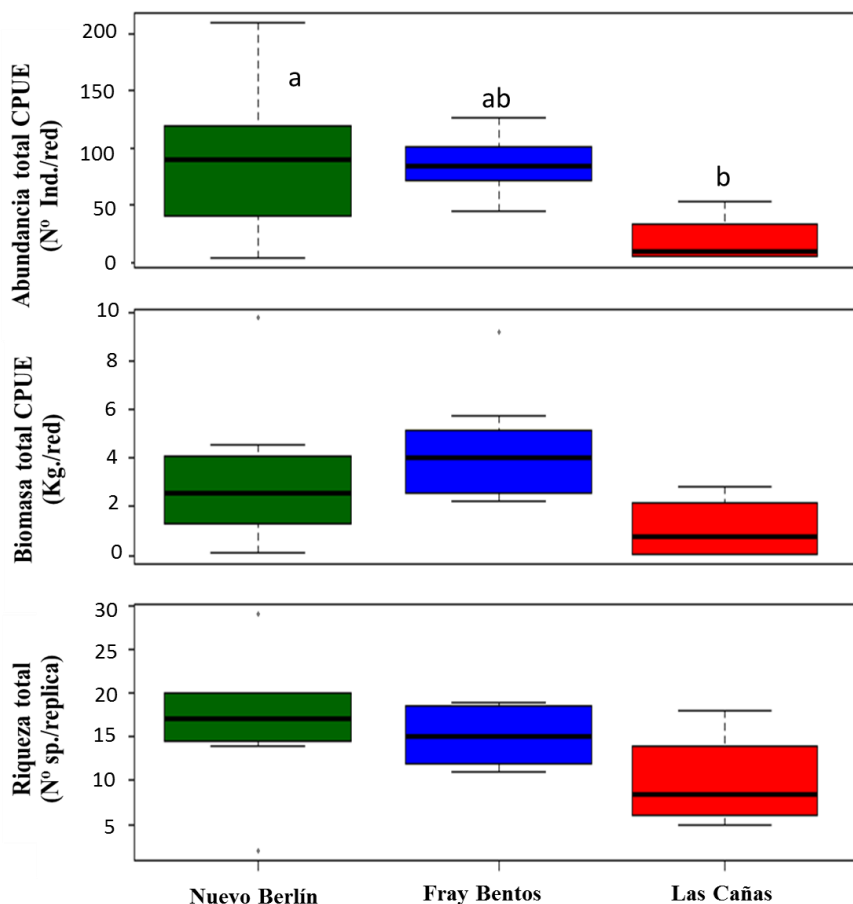 Abundancia total CPUE
(Nº Ind./red)
200
150
100
50
0
a
ab
b
Biomasa total CPUE
(Kg./red)
10
8
6
4
2
0
Riqueza total
(Nº sp./replica)
30
25
20
15
10
5
Nuevo Berlín
Fray Bentos
Las Cañas